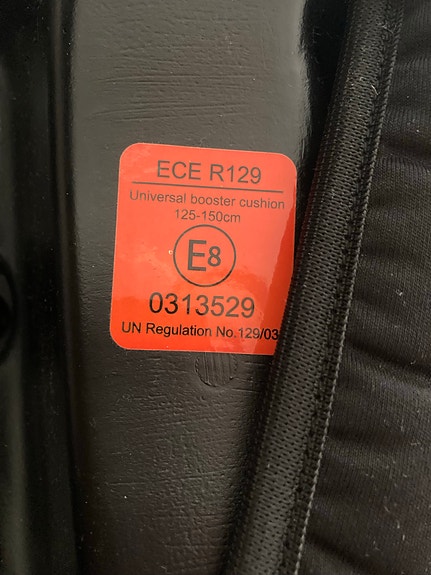 ECE R129
Universal booster cushion
125-150cm
E8
0313529
UN Regulation No.129/03